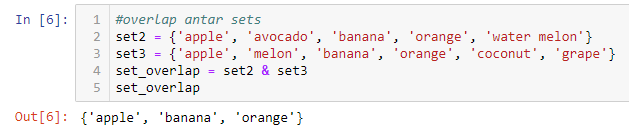 In [6]:
1 #overlap antar sets
2 set2 = {'apple', 'avocado', 'banana', 'orange', 'water melon'}
3 set3 = {'apple', 'melon', 'banana', 'orange', 'coconut', 'grape'}
4 set_overlap = set2 & set3
5 set_overlap
Out[6]: {'apple', 'banana', 'orange'}